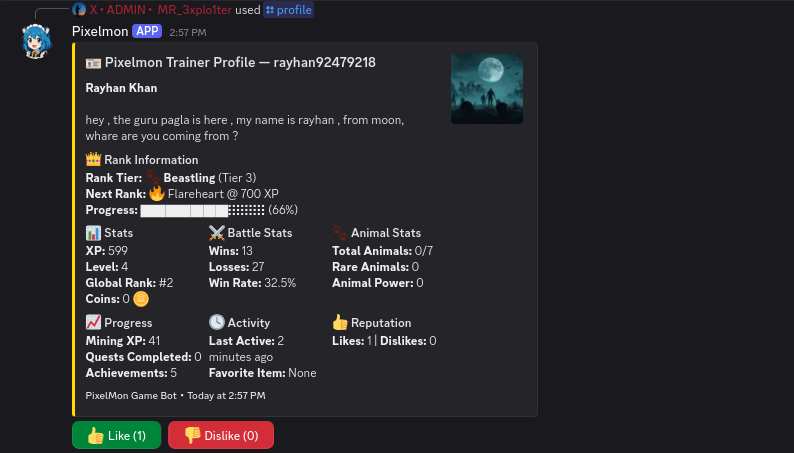 X • ADMIN • MR_3xplo1ter used profile
Pixelmon APP 2:57 PM
Pixelmon Trainer Profile — rayhan92479218
Rayhan Khan
hey , the guru pagla is here , my name is rayhan , from moon,
whare are you coming from ?
Rank Information
Rank Tier: Beastling (Tier 3)
Next Rank: Flareheart @ 700 XP
Progress: (66%)
Stats
XP: 599
Level: 4
Global Rank: #2
Coins: 0
Battle Stats
Wins: 13
Losses: 27
Win Rate: 32.5%
Animal Stats
Total Animals: 0/7
Rare Animals: 0
Animal Power: 0
Progress
Mining XP: 41
Quests Completed: 0
Achievements: 5
Activity
Last Active: 2
minutes ago
Favorite Item: None
Reputation
Likes: 1 | Dislikes: 0
PixelMon Game Bot • Today at 2:57 PM
Like (1)
Dislike (0)